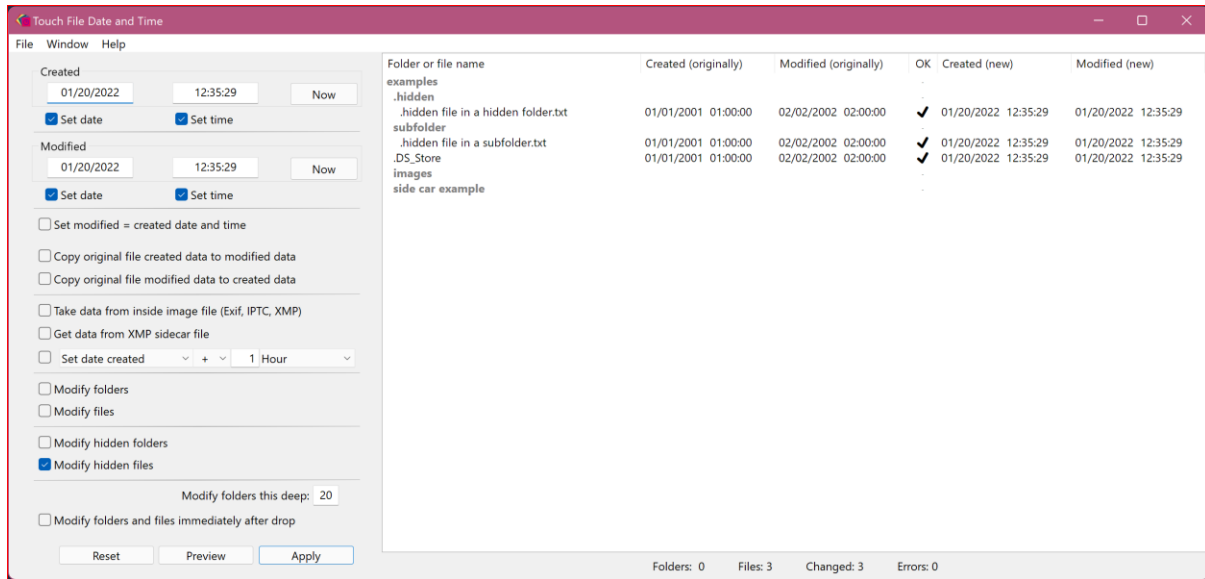 Touch File Date and Time
File Window Help
Created
01/20/2022 12:35:29 Now
Set date Set time
Modified
01/20/2022 12:35:29 Now
Set date Set time
Set modified = created date and time
Copy original file created data to modified data
Copy original file modified data to created data
Take data from inside image file (Exif, IPTC, XMP)
Get data from XMP sidecar file
Set date created + 1 Hour
Modify folders
Modify files
Modify hidden folders
Modify hidden files
Modify folders this deep: 20
Modify folders and files immediately after drop
Reset Preview Apply
Folder or file name Created (originally) Modified (originally) OK Created (new) Modified (new)
examples -
.hidden -
.hidden file in a hidden folder.txt 01/01/2001 01:00:00 02/02/2002 02:00:00 ✔ 01/20/2022 12:35:29 01/20/2022 12:35:29
subfolder -
.hidden file in a subfolder.txt 01/01/2001 01:00:00 02/02/2002 02:00:00 ✔ 01/20/2022 12:35:29 01/20/2022 12:35:29
.DS_Store 01/01/2001 01:00:00 02/02/2002 02:00:00 ✔ 01/20/2022 12:35:29 01/20/2022 12:35:29
images -
side car example -
Folders: 0 Files: 3 Changed: 3 Errors: 0